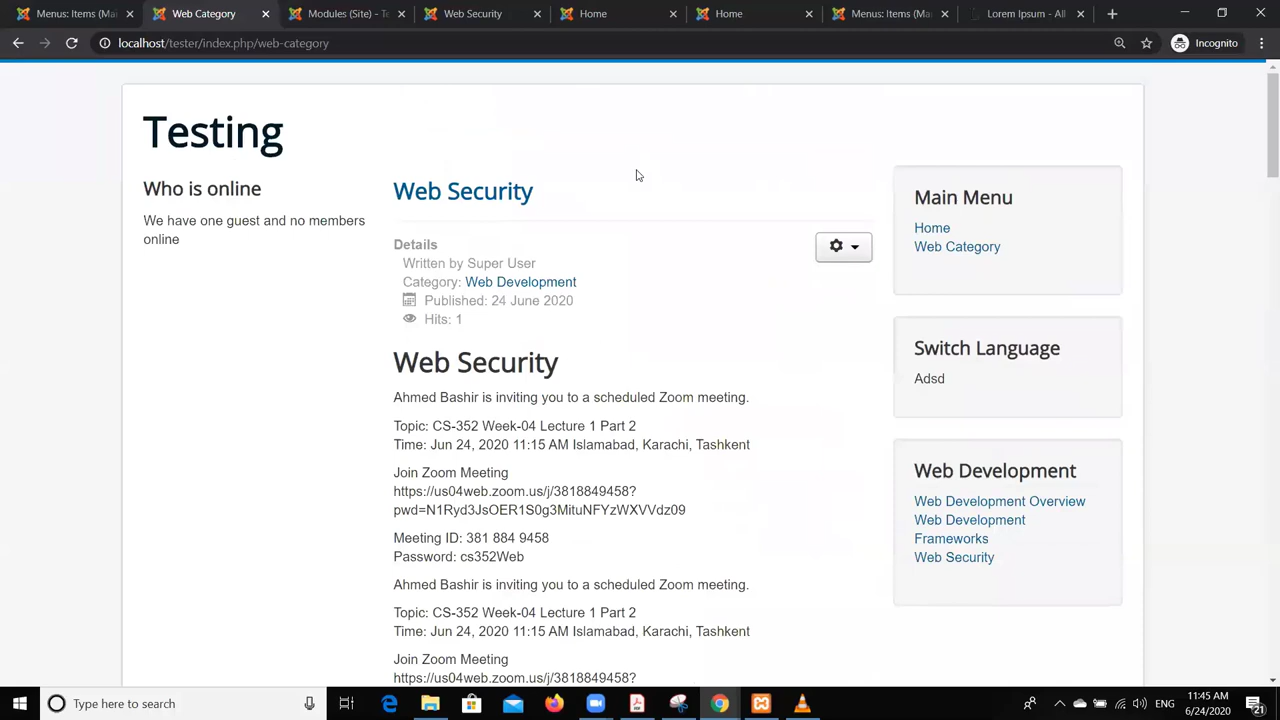 Menus: Items (Ma
Web Category
Modules (Site) - Te
Web Security
Home
Home
Menus: Items (Ma
Lorem Ipsum - All
localhost/tester/index.php/web-category
Incognito
Testing
Who is online
We have one guest and no members
online
Web Security
Details
Written by Super User
Category: Web Development
Published: 24 June 2020
Hits: 1
Web Security
Ahmed Bashir is inviting you to a scheduled Zoom meeting.
Topic: CS-352 Week-04 Lecture 1 Part 2
Time: Jun 24, 2020 11:15 AM Islamabad, Karachi, Tashkent
Join Zoom Meeting
https://us04web.zoom.us/j/3818849458?
pwd=N1Ryd3JsOER1S0g3MituNFYzWXVVdz09
Meeting ID: 381 884 9458
Password: cs352Web
Ahmed Bashir is inviting you to a scheduled Zoom meeting.
Topic: CS-352 Week-04 Lecture 1 Part 2
Time: Jun 24, 2020 11:15 AM Islamabad, Karachi, Tashkent
Join Zoom Meeting
https://us04web.zoom.us/j/3818849458?
Main Menu
Home
Web Category
Switch Language
Adsd
Web Development
Web Development Overview
Web Development
Frameworks
Web Security
Type here to search
ENG
11:45 AM
6/24/2020
21